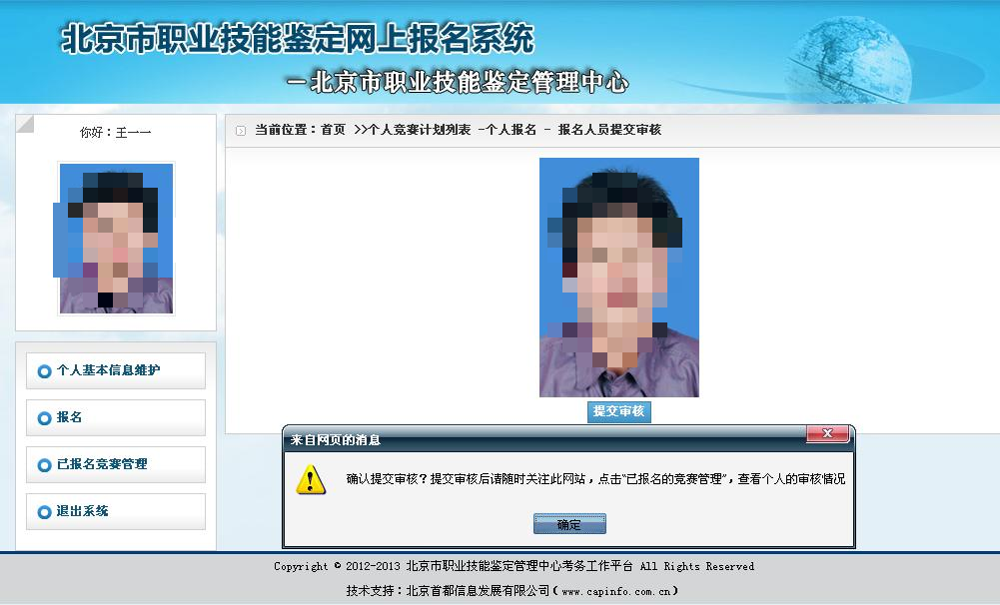 北京市职业技能鉴定网上报名系统
—北京市职业技能鉴定管理中心
你好：王一一
当前位置：首页 >>个人竞赛计划列表 -个人报名 - 报名人员提交审核
个人基本信息维护
报名
已报名竞赛管理
退出系统
提交审核
来自网页的消息
确认提交审核？提交审核后请随时关注此网站，点击"已报名的竞赛管理"，查看个人的审核情况
确定
Copyright © 2012-2013 北京市职业技能鉴定管理中心考务工作平台 All Rights Reserved
技术支持：北京首都信息发展有限公司（www.capinfo.com.cn）